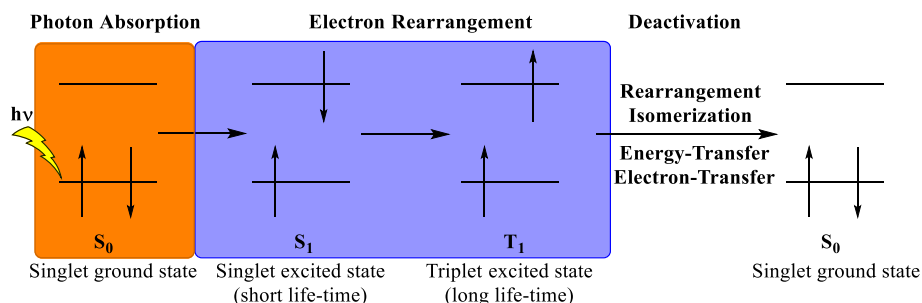 Photon Absorption
Electron Rearrangement
Deactivation
hν
Rearrangement
Isomerization
Energy-Transfer
Electron-Transfer
S0
S1
T1
S0
Singlet ground state
Singlet excited state
(short life-time)
Triplet excited state
(long life-time)
Singlet ground state